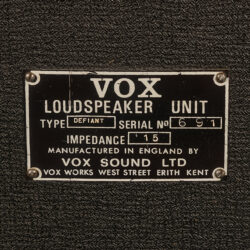 VOX
LOUDSPEAKER UNIT
TYPE DEFIANT SERIAL No 691
IMPEDANCE 15
MANUFACTURED IN ENGLAND BY
VOX SOUND LTD
VOX WORKS WEST STREET ERITH KENT